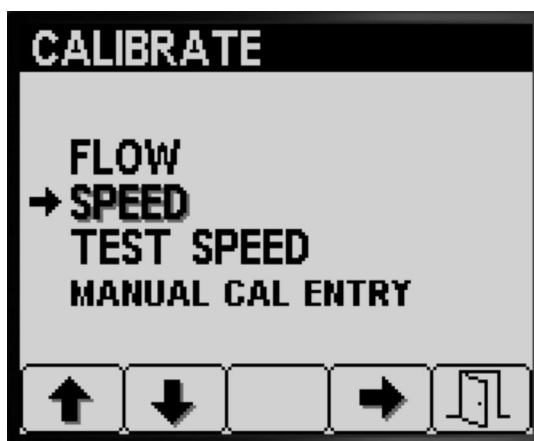 CALIBRATE
FLOW
SPEED
TEST SPEED
MANUAL CAL ENTRY